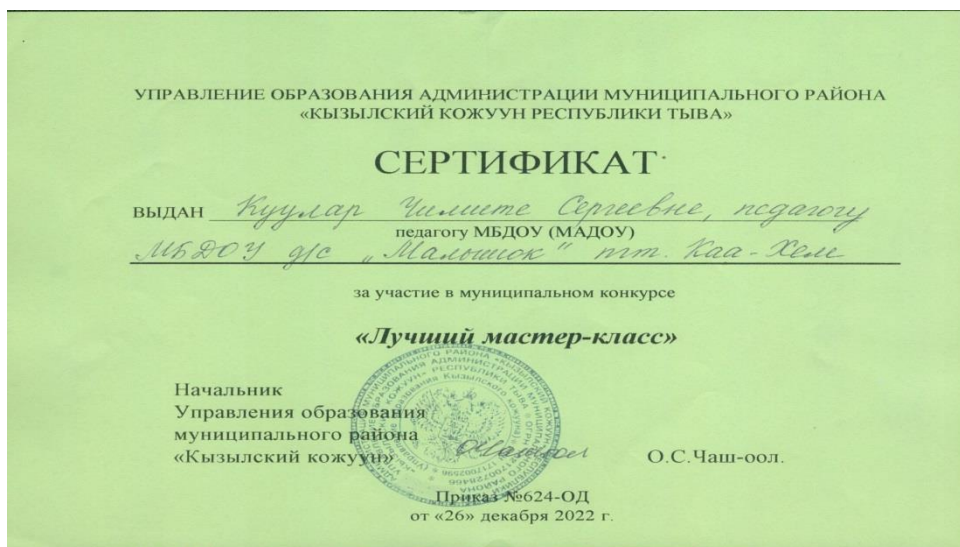 УПРАВЛЕНИЕ ОБРАЗОВАНИЯ АДМИНИСТРАЦИИ МУНИЦИПАЛЬНОГО РАЙОНА
«КЫЗЫЛСКИЙ КОЖУУН РЕСПУБЛИКИ ТЫВА»
СЕРТИФИКАТ
ВЫДАН Куулар Чимите Сергеевне, педагогу
педагогу МБДОУ (МАДОУ)
МБДОУ д/с „Малышок" пгт. Каа-Хем
за участие в муниципальном конкурсе
«Лучший мастер-класс»
Начальник
Управления образования
муниципального района
«Кызылский кожуун»
О.С.Чаш-оол.
Приказ №624-ОД
от «26» декабря 2022 г.